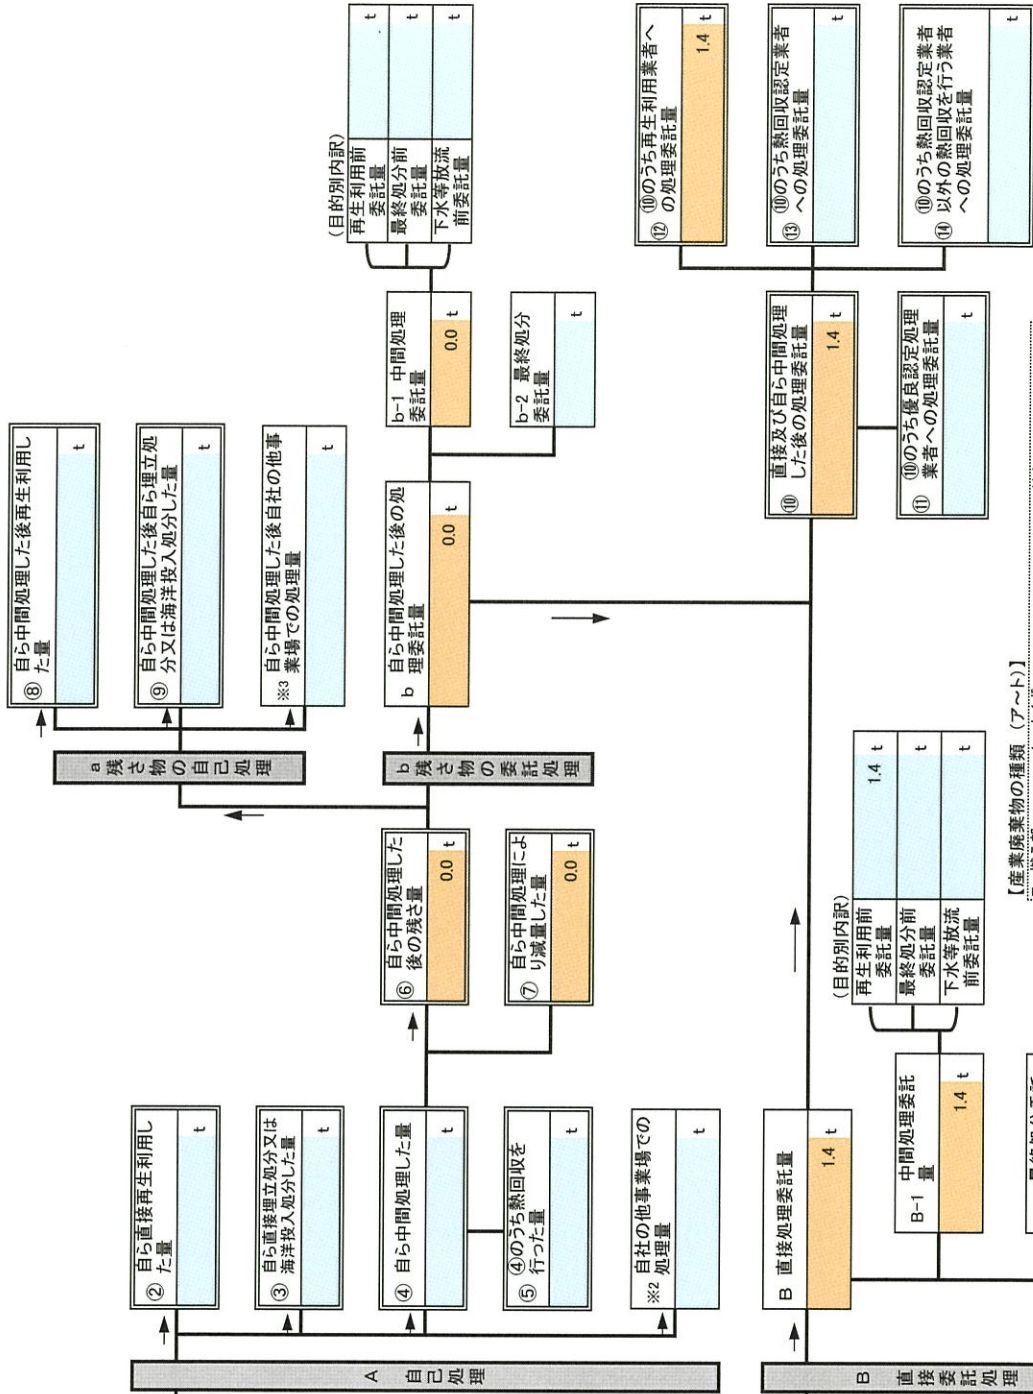 A 自己処理
② 自ら直接再生利用し
た量
t
③ 自ら直接埋立処分又は
海洋投入処分した量
t
④ 自ら中間処理した量
t
⑤ ④のうち熱回収を
行った量
t
※2 自社の他事業場での
処理量
t
⑥ 自ら中間処理した
後の残さ量
0.0 t
⑦ 自ら中間処理によ
り減量した量
0.0 t
a 残さ物の自己処理
⑧ 自ら中間処理した後再生利用し
た量
t
⑨ 自ら中間処理した後自ら埋立処
分又は海洋投入処分した量
t
※3 自ら中間処理した後自社の他事
業場での処理量
t
b 残さ物の委託処理
b 自ら中間処理した後の処
理委託量
0.0 t
b-1 中間処理
委託量
0.0 t
b-2 最終処分
委託量
t
(目的別内訳)
再生利用前
委託量
t
最終処分前
委託量
t
下水等放流
前委託量
t
B 直接委託処理
B 直接処理委託量
1.4 t
B-1 中間処理委託
量
1.4 t
(目的別内訳)
再生利用前
委託量
1.4 t
最終処分前
委託量
t
下水等放流
前委託量
t
⑩ 直接及び自ら中間処理
した後の処理委託量
1.4 t
⑪ ⑩のうち優良認定処理
業者への処理委託量
t
⑫ ⑩のうち再生利用業者へ
の処理委託量
1.4 t
⑬ ⑩のうち熱回収認定業者
への処理委託量
t
⑭ ⑩のうち熱回収認定業者
以外の熱回収を行う業者
への処理委託量
t
【産業廃棄物の種類 (ア～ト)】